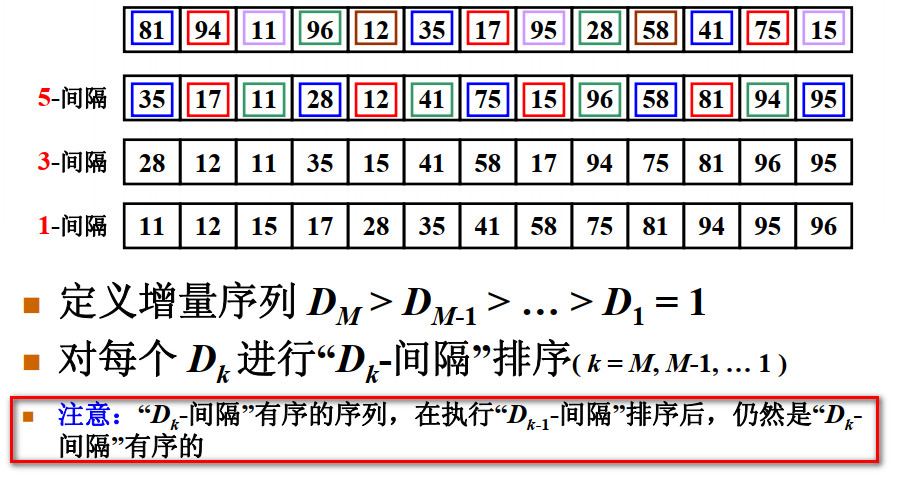 81 94 11 96 12 35 17 95 28 58 41 75 15
5-间隔 35 17 11 28 12 41 75 15 96 58 81 94 95
3-间隔 28 12 11 35 15 41 58 17 94 75 81 96 95
1-间隔 11 12 15 17 28 35 41 58 75 81 94 95 96
定义增量序列 D_M > D_{M-1} > … > D_1 = 1
对每个 D_k 进行“D_k-间隔”排序( k = M, M-1, … 1 )
注意:“D_k-间隔”有序的序列,在执行“D_{k-1}-间隔”排序后,仍然是“D_k-
间隔”有序的